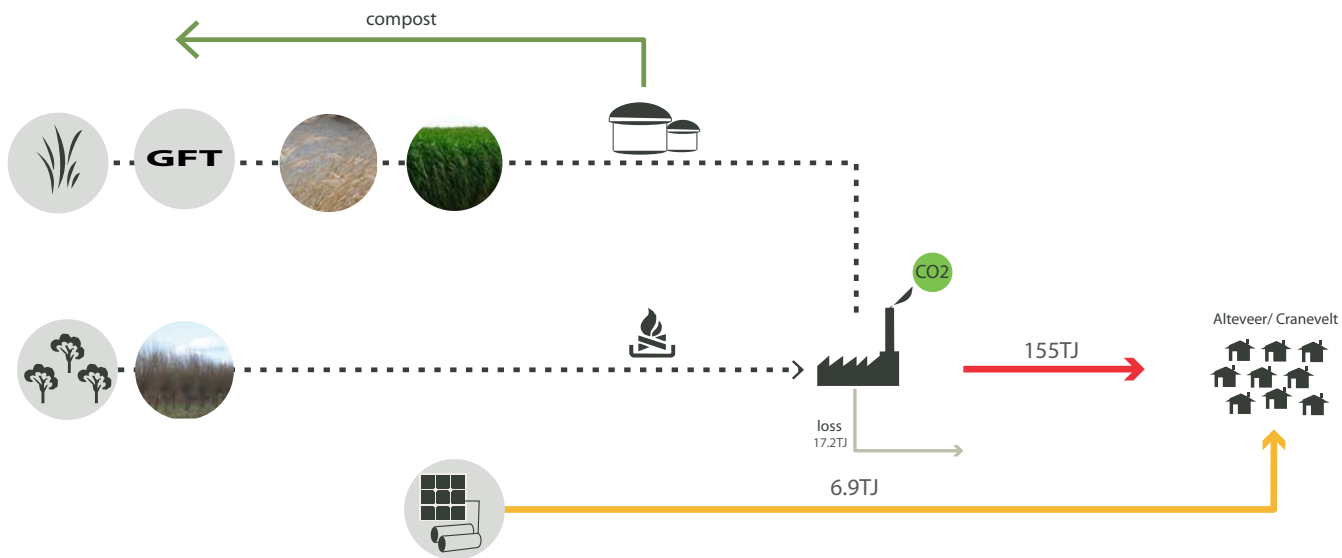 compost
GFT
CO2
Alteveer/ Cranevelt
155TJ
loss
17.2TJ
6.9TJ